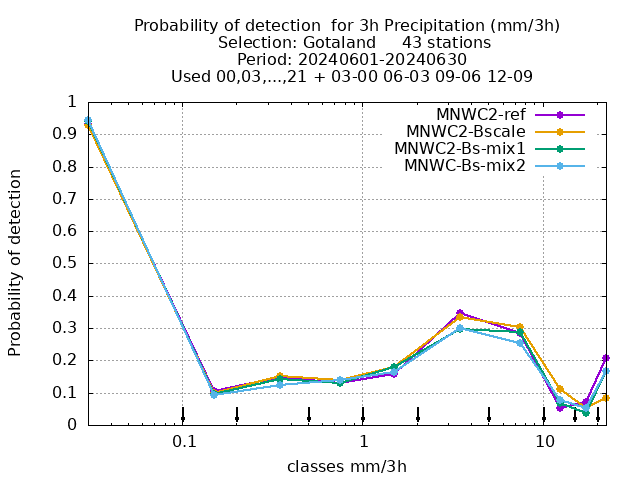 Probability of detection  for 3h Precipitation (mm/3h)
Selection: Gotaland     43 stations
Period: 20240601-20240630
Used 00,03,...,21 + 03-00 06-03 09-06 12-09
MNWC2-ref
MNWC2-Bscale
MNWC2-Bs-mix1
MNWC-Bs-mix2
Probability of detection
1
0.9
0.8
0.7
0.6
0.5
0.4
0.3
0.2
0.1
0
0.1 1 10
classes mm/3h